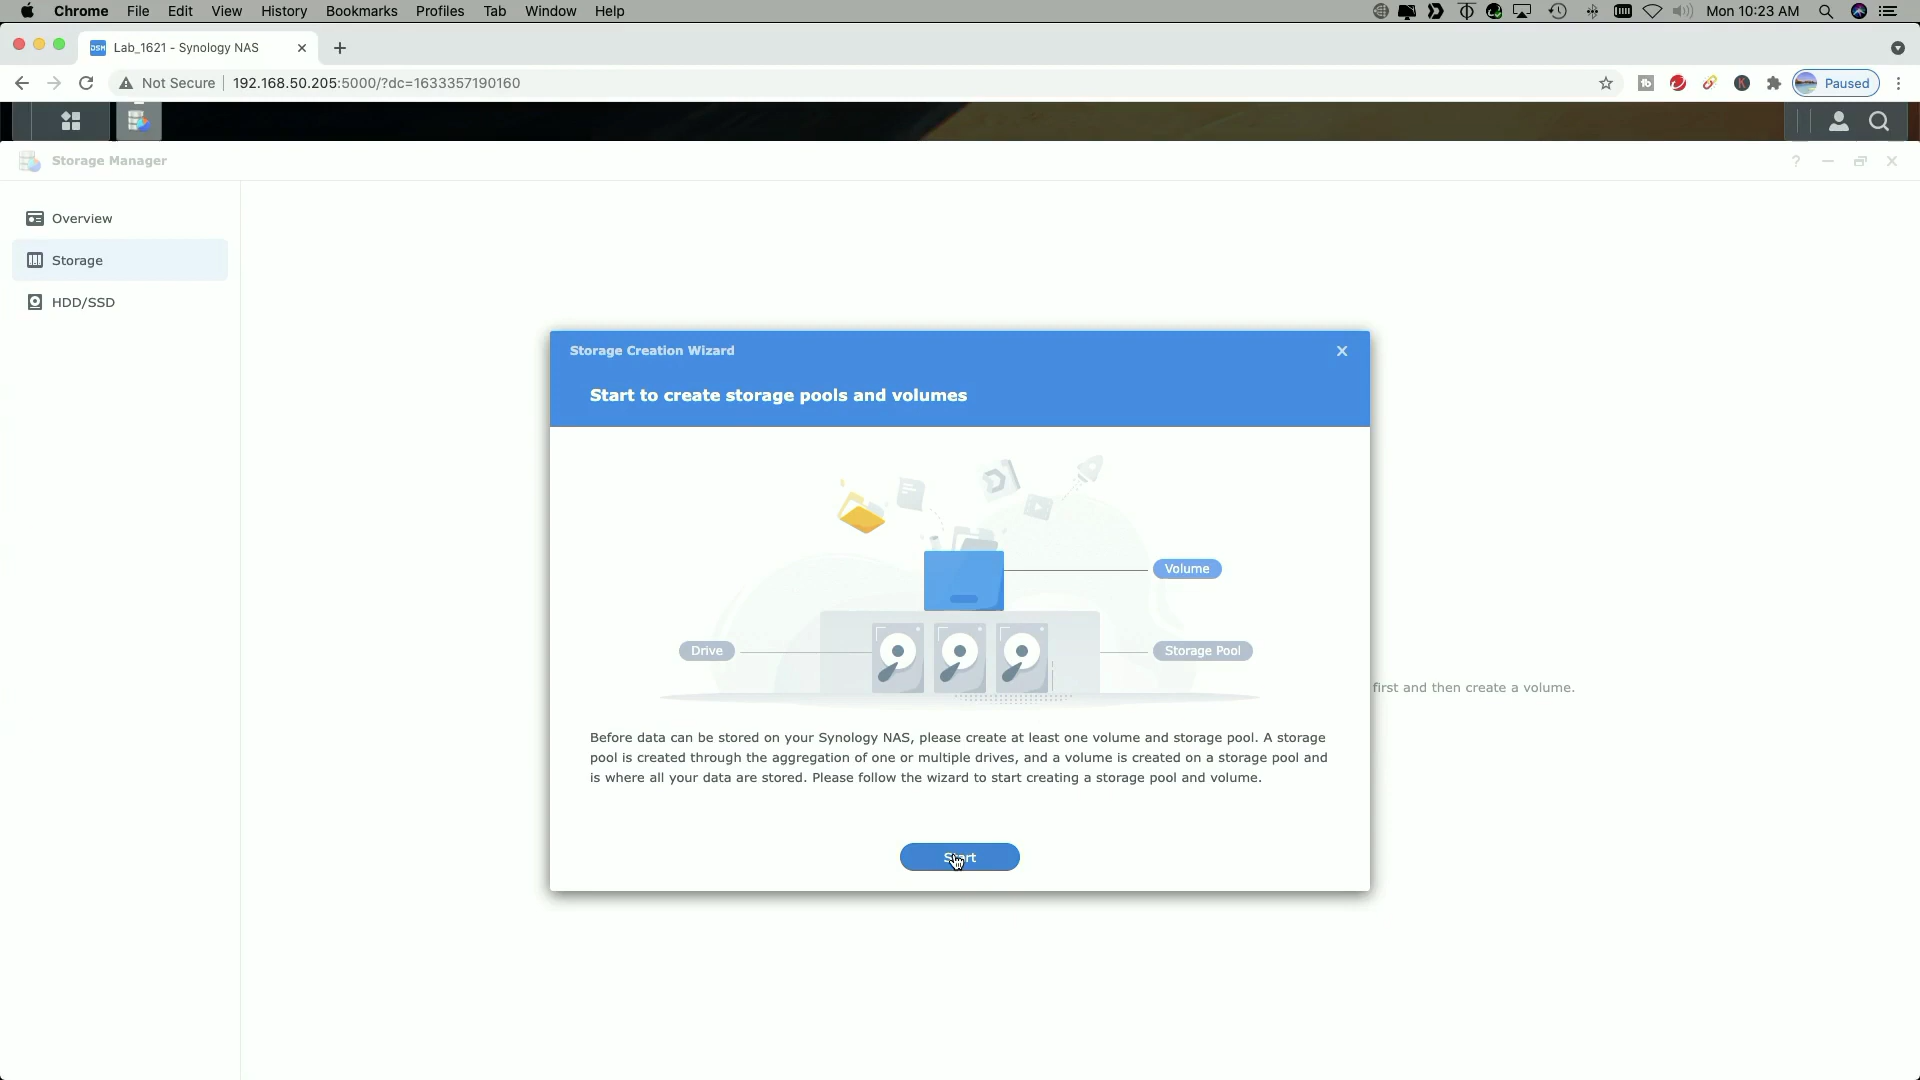 Chrome File Edit View History Bookmarks Profiles Tab Window Help Mon 10:23 AM
DSM Lab_1621 - Synology NAS
Not Secure 192.168.50.205:5000/?dc=1633357190160 tb K Paused
Storage Manager
Overview
Storage
HDD/SSD
Storage Creation Wizard
Start to create storage pools and volumes
Volume
Drive
Storage Pool
first and then create a volume.
Before data can be stored on your Synology NAS, please create at least one volume and storage pool. A storage
pool is created through the aggregation of one or multiple drives, and a volume is created on a storage pool and
is where all your data are stored. Please follow the wizard to start creating a storage pool and volume.
Start